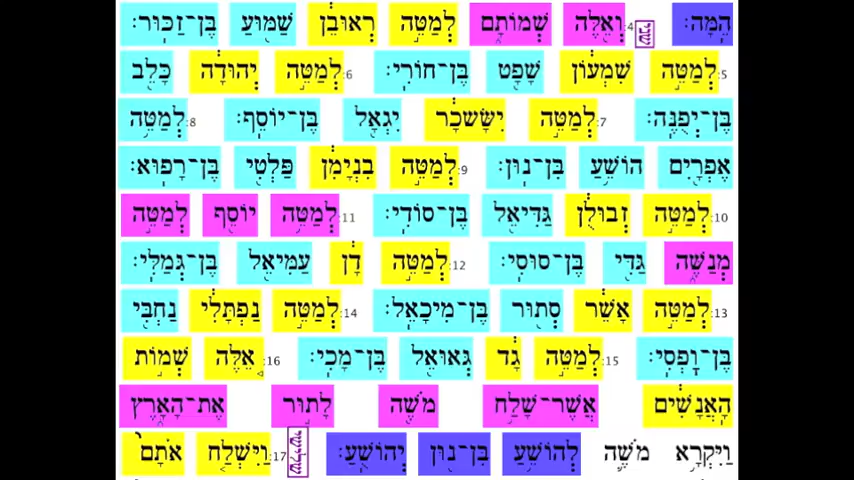 הֵמָּה׃ שני 4 וְאֵלֶּה שְׁמוֹתָם לְמַטֵּה רְאוּבֵן שַׁמּוּעַ בֶּן־זַכּוּר׃
5 לְמַטֵּה שִׁמְעוֹן שָׁפָט בֶּן־חוֹרִי׃ 6 לְמַטֵּה יְהוּדָה כָּלֵב
בֶּן־יְפֻנֶּה׃ 7 לְמַטֵּה יִשָּׂשכָר יִגְאָל בֶּן־יוֹסֵף׃ 8 לְמַטֵּה
אֶפְרָיִם הוֹשֵׁעַ בִּן־נוּן׃ 9 לְמַטֵּה בִנְיָמִן פַּלְטִי בֶּן־רָפוּא׃
10 לְמַטֵּה זְבוּלֻן גַּדִּיאֵל בֶּן־סוֹדִי׃ 11 לְמַטֵּה יוֹסֵף לְמַטֵּה
מְנַשֶּׁה גַּדִּי בֶּן־סוּסִי׃ 12 לְמַטֵּה דָן עַמִּיאֵל בֶּן־גְּמַלִּי׃
13 לְמַטֵּה אָשֵׁר סְתוּר בֶּן־מִיכָאֵל׃ 14 לְמַטֵּה נַפְתָּלִי נַחְבִּי
בֶּן־וָפְסִי׃ 15 לְמַטֵּה גָד גְּאוּאֵל בֶּן־מָכִי׃ 16 אֵלֶּה שְׁמוֹת
הָאֲנָשִׁים אֲשֶׁר־שָׁלַח מֹשֶׁה לָתוּר אֶת־הָאָרֶץ
וַיִּקְרָא מֹשֶׁה לְהוֹשֵׁעַ בִּן־נוּן יְהוֹשֻׁעַ׃ שלישי 17 וַיִּשְׁלַח אֹתָם